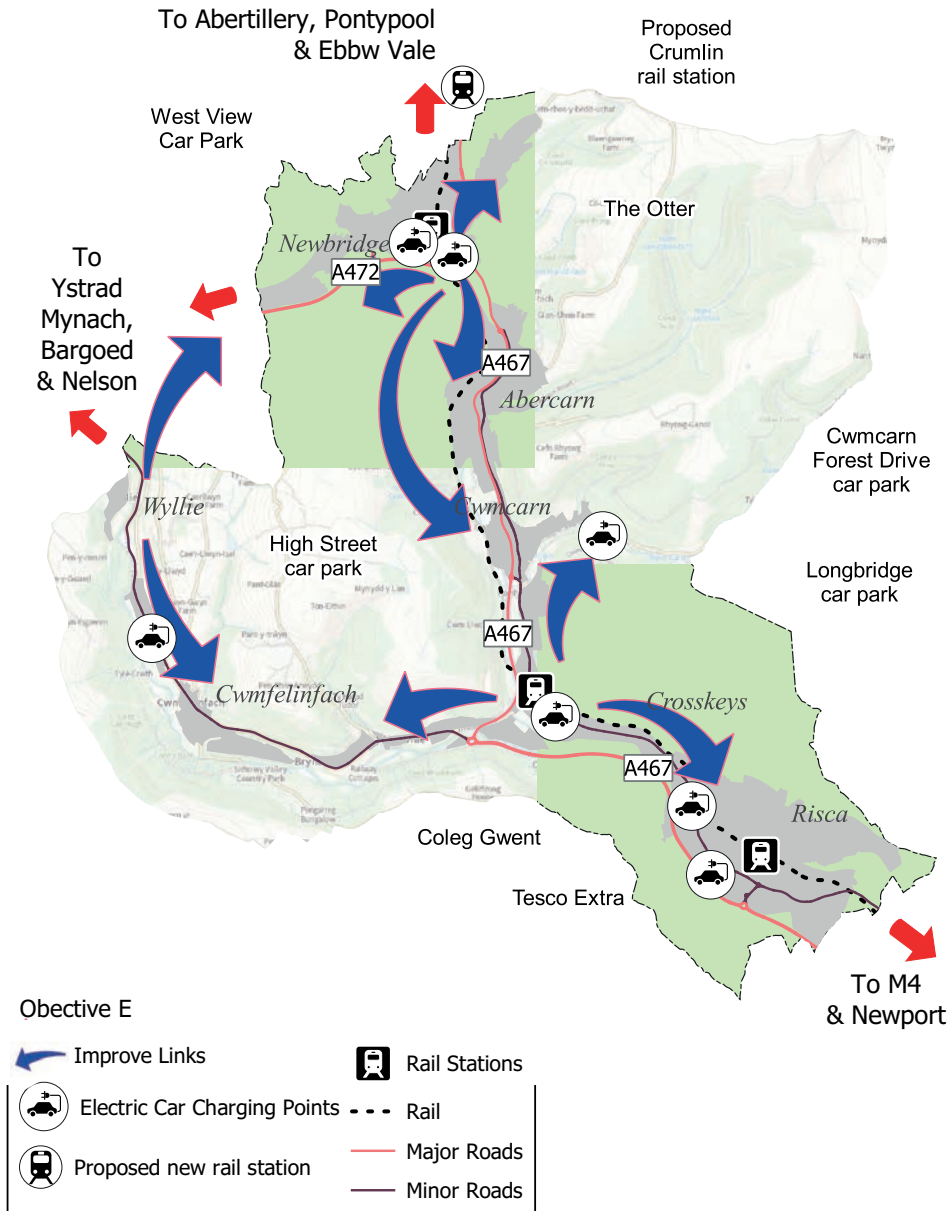 To Abertillery, Pontypool
& Ebbw Vale
Proposed
Crumlin
rail station
West View
Car Park
The Otter
Newbridge
A472
To
Ystrad
Mynach,
Bargoed
& Nelson
A467
Abercarn
Cwmcarn
Forest Drive
car park
Wyllie
Cwmcarn
High Street
car park
Longbridge
car park
A467
Cwmfelinfach
Crosskeys
A467
Risca
Coleg Gwent
Tesco Extra
To M4
& Newport
Obective E
Improve Links
Electric Car Charging Points
Proposed new rail station
Rail Stations
Rail
Major Roads
Minor Roads